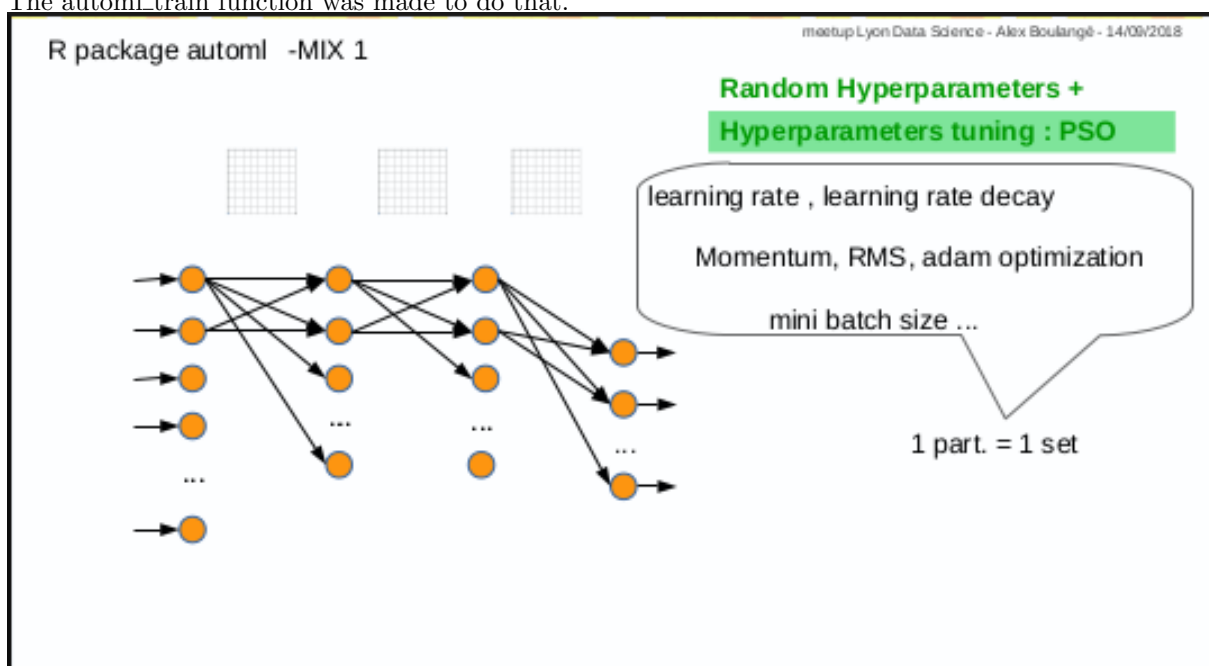 The automl_train function was made to do that.
meetup Lyon Data Science - Alex Boulangé - 14/09/2018
R package automl -MIX 1
Random Hyperparameters +
Hyperparameters tuning : PSO
learning rate , learning rate decay
Momentum, RMS, adam optimization
mini batch size ...
...
...
...
...
1 part. = 1 set